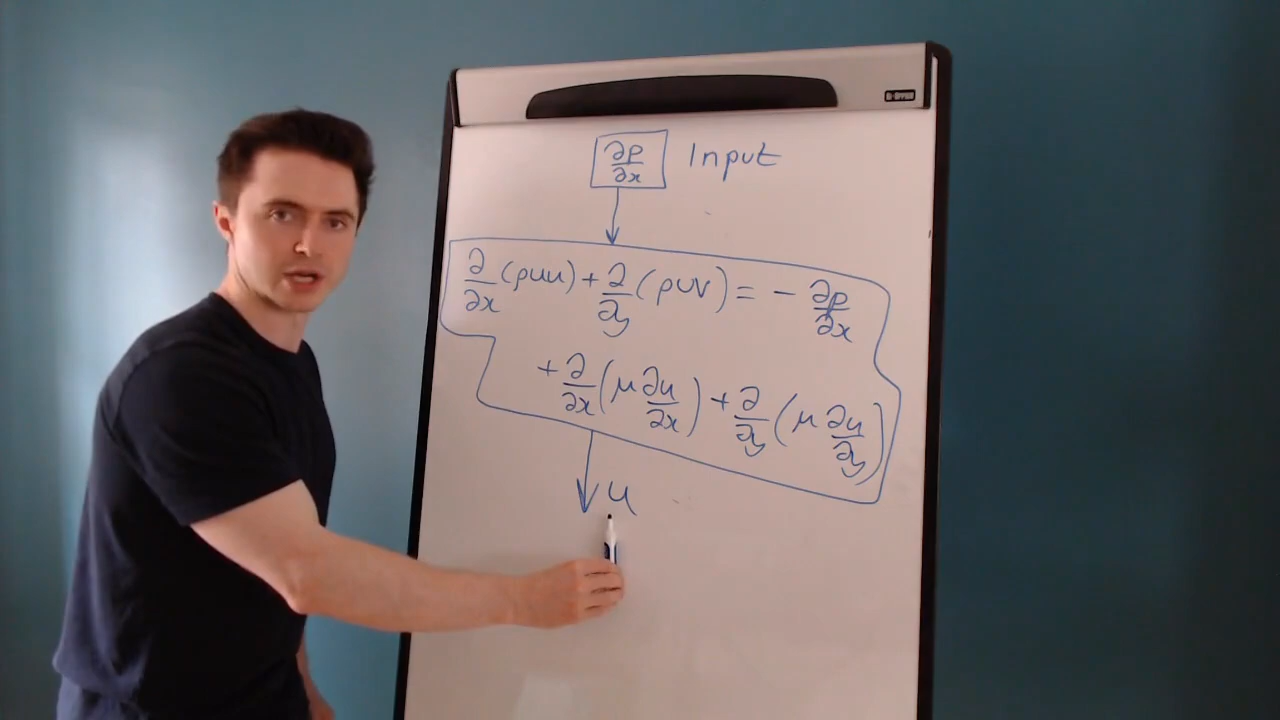 ∂p/∂x Input
∂/∂x (ρuu) + ∂/∂y (ρuv) = - ∂p/∂x
+ ∂/∂x (μ ∂u/∂x) + ∂/∂y (μ ∂u/∂y)
u